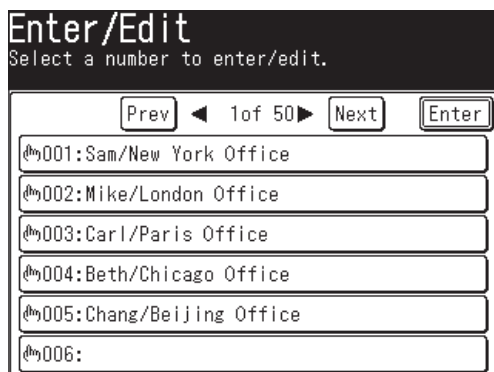 Enter/Edit
Select a number to enter/edit.
Prev ◀ 1of 50▶ Next Enter
001:Sam/New York Office
002:Mike/London Office
003:Carl/Paris Office
004:Beth/Chicago Office
005:Chang/Beijing Office
006: